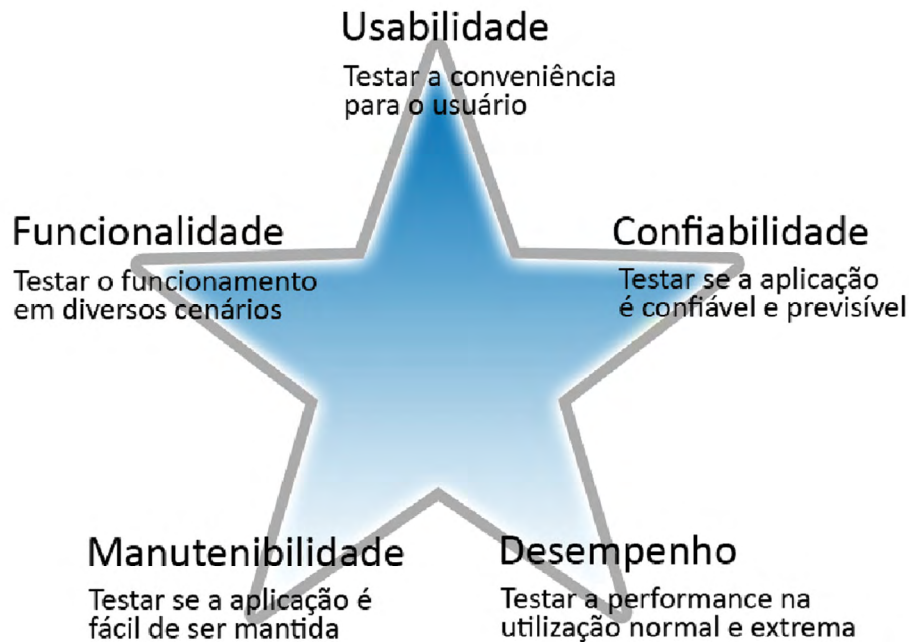 Usabilidade
Testar a conveniência
para o usuário
Funcionalidade
Testar o funcionamento
em diversos cenários
Confiabilidade
Testar se a aplicação
é confiável e previsível
Manutenibilidade
Testar se a aplicação é
fácil de ser mantida
Desempenho
Testar a performance na
utilização normal e extrema